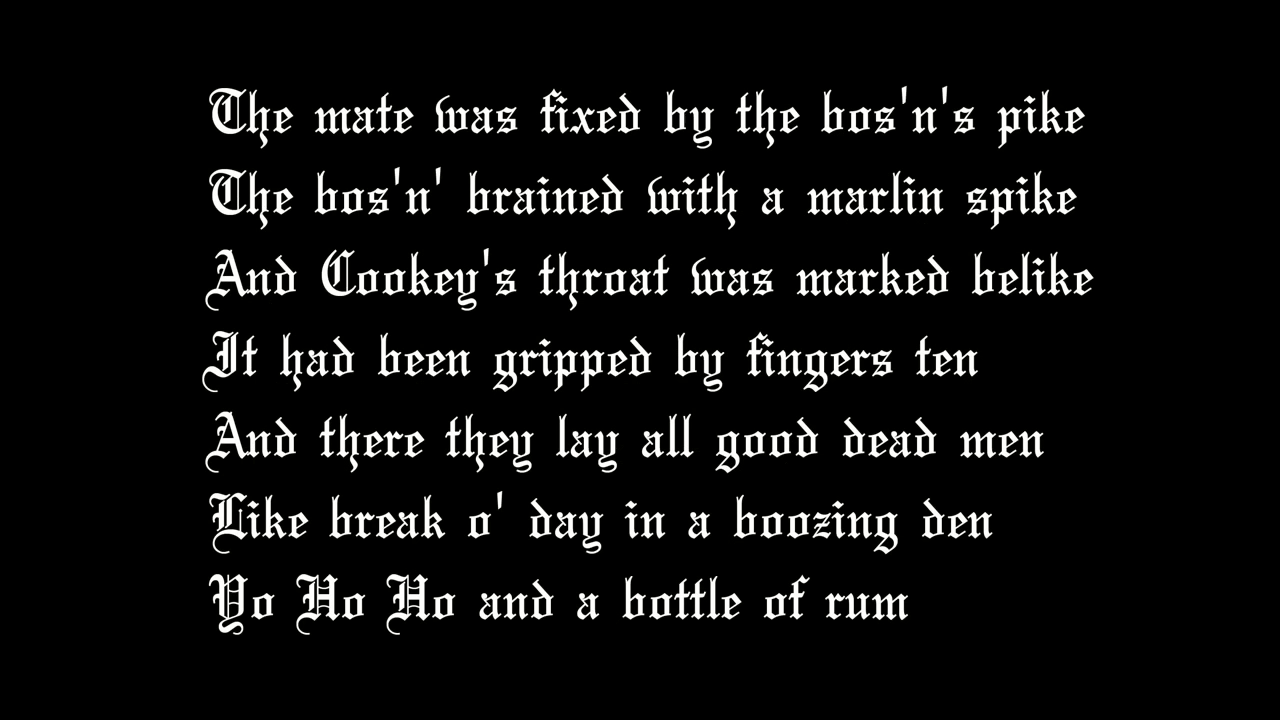 The mate was fixed by the bos'n's pike
The bos'n' brained with a marlin spike
And Cookey's throat was marked belike
It had been gripped by fingers ten
And there they lay all good dead men
Like break o' day in a boozing den
Yo Ho Ho and a bottle of rum